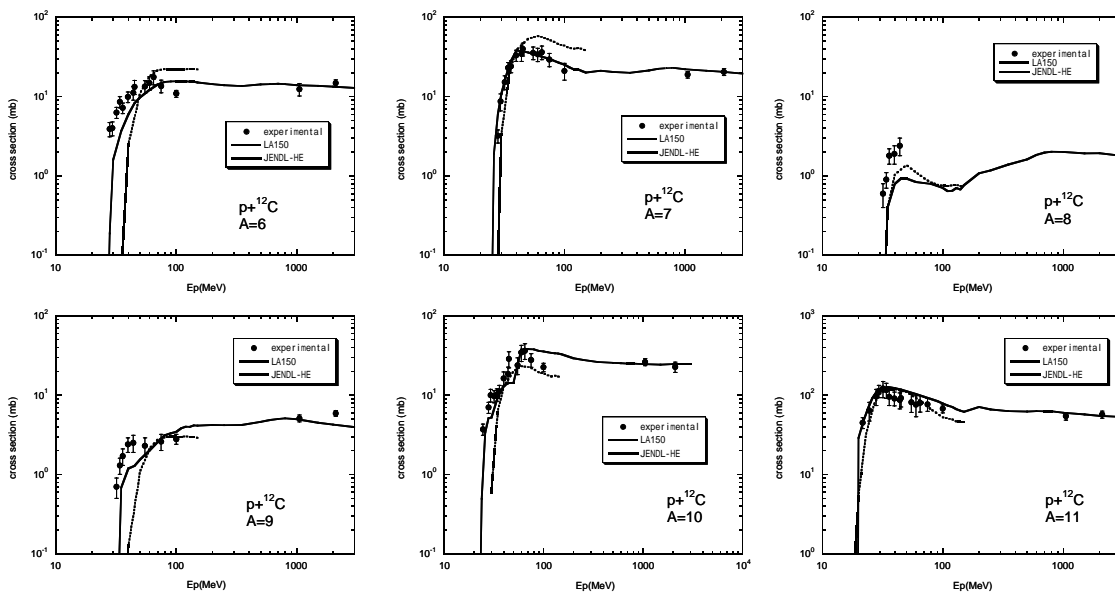 10²
10¹
10⁰
10⁻¹
cross section (mb)
experimental
LA150
JENDL-HE
p+¹²C
A=6
10
100
1000
Ep(MeV)
10²
10¹
10⁰
10⁻¹
cross section (mb)
experimental
LA150
JENDL-HE
p+¹²C
A=7
10
100
1000
Ep(MeV)
10²
10¹
10⁰
10⁻¹
cross section (mb)
experimental
LA150
JENDL-HE
p+¹²C
A=8
10
100
1000
Ep(MeV)
10²
10¹
10⁰
10⁻¹
cross section (mb)
experimental
LA150
JENDL-HE
p+¹²C
A=9
10
100
1000
Ep(MeV)
10²
10¹
10⁰
10⁻¹
cross section (mb)
experimental
LA150
JENDL-HE
p+¹²C
A=10
10
100
1000
10⁴
Ep(MeV)
10³
10²
10¹
10⁰
cross section (mb)
experimental
LA150
JENDL-HE
p+¹²C
A=11
10
100
1000
Ep(MeV)